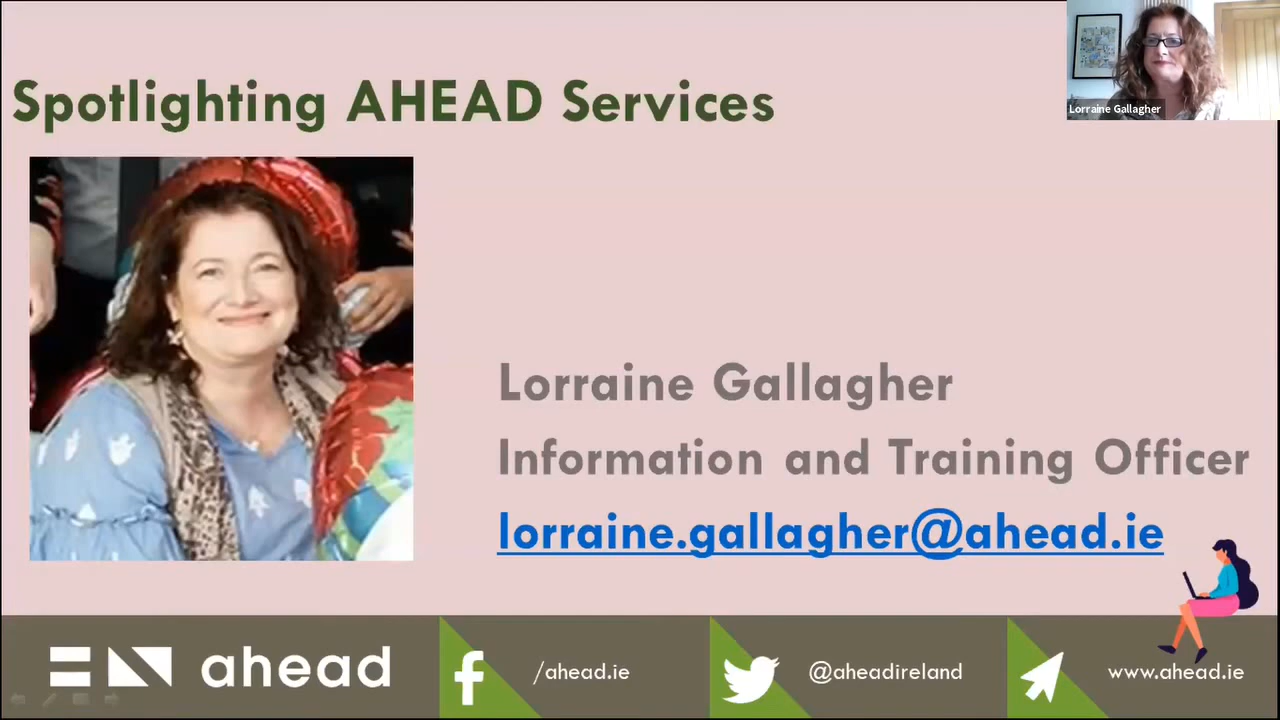 Lorraine Gallagher
Spotlighting AHEAD Services
Lorraine Gallagher
Information and Training Officer
lorraine.gallagher@ahead.ie
ahead
/ahead.ie
@aheadireland
www.ahead.ie